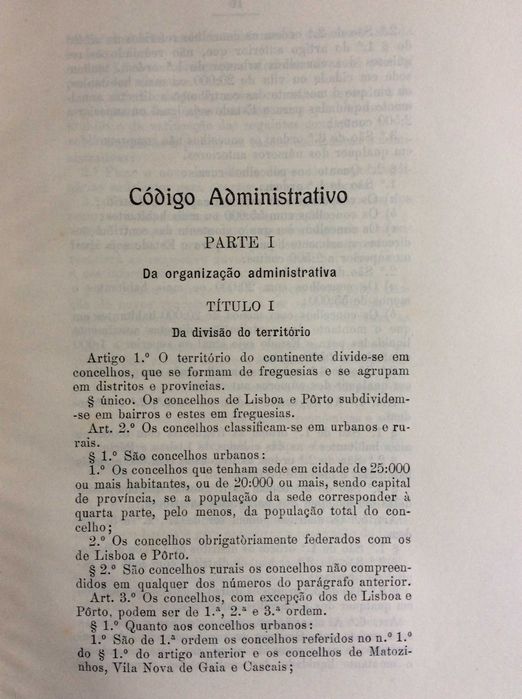 Código Administrativo
PARTE I
Da organização administrativa
TÍTULO I
Da divisão do território
Artigo 1.º O território do continente divide-se em
concelhos, que se formam de freguesias e se agrupam
em distritos e províncias.
§ único. Os concelhos de Lisboa e Pôrto subdividem-
-se em bairros e estes em freguesias.
Art. 2.º Os concelhos classificam-se em urbanos e ru-
rais.
§ 1.º São concelhos urbanos:
1.º Os concelhos que tenham sede em cidade de 25:000
ou mais habitantes, ou de 20:000 ou mais, sendo capital
de província, se a população da sede corresponder à
quarta parte, pelo menos, da população total do con-
celho;
2.º Os concelhos obrigatòriamente federados com os
de Lisboa e Pôrto.
§ 2.º São concelhos rurais os concelhos não compreen-
didos em qualquer dos números do parágrafo anterior.
Art. 3.º Os concelhos, com excepção dos de Lisboa e
Pôrto, podem ser de 1.ª, 2.ª e 3.ª ordem.
§ 1.º Quanto aos concelhos urbanos:
1.º São de 1.ª ordem os concelhos referidos no n.º 1.º
do § 1.º do artigo anterior e os concelhos de Matozi-
nhos, Vila Nova de Gaia e Cascais;